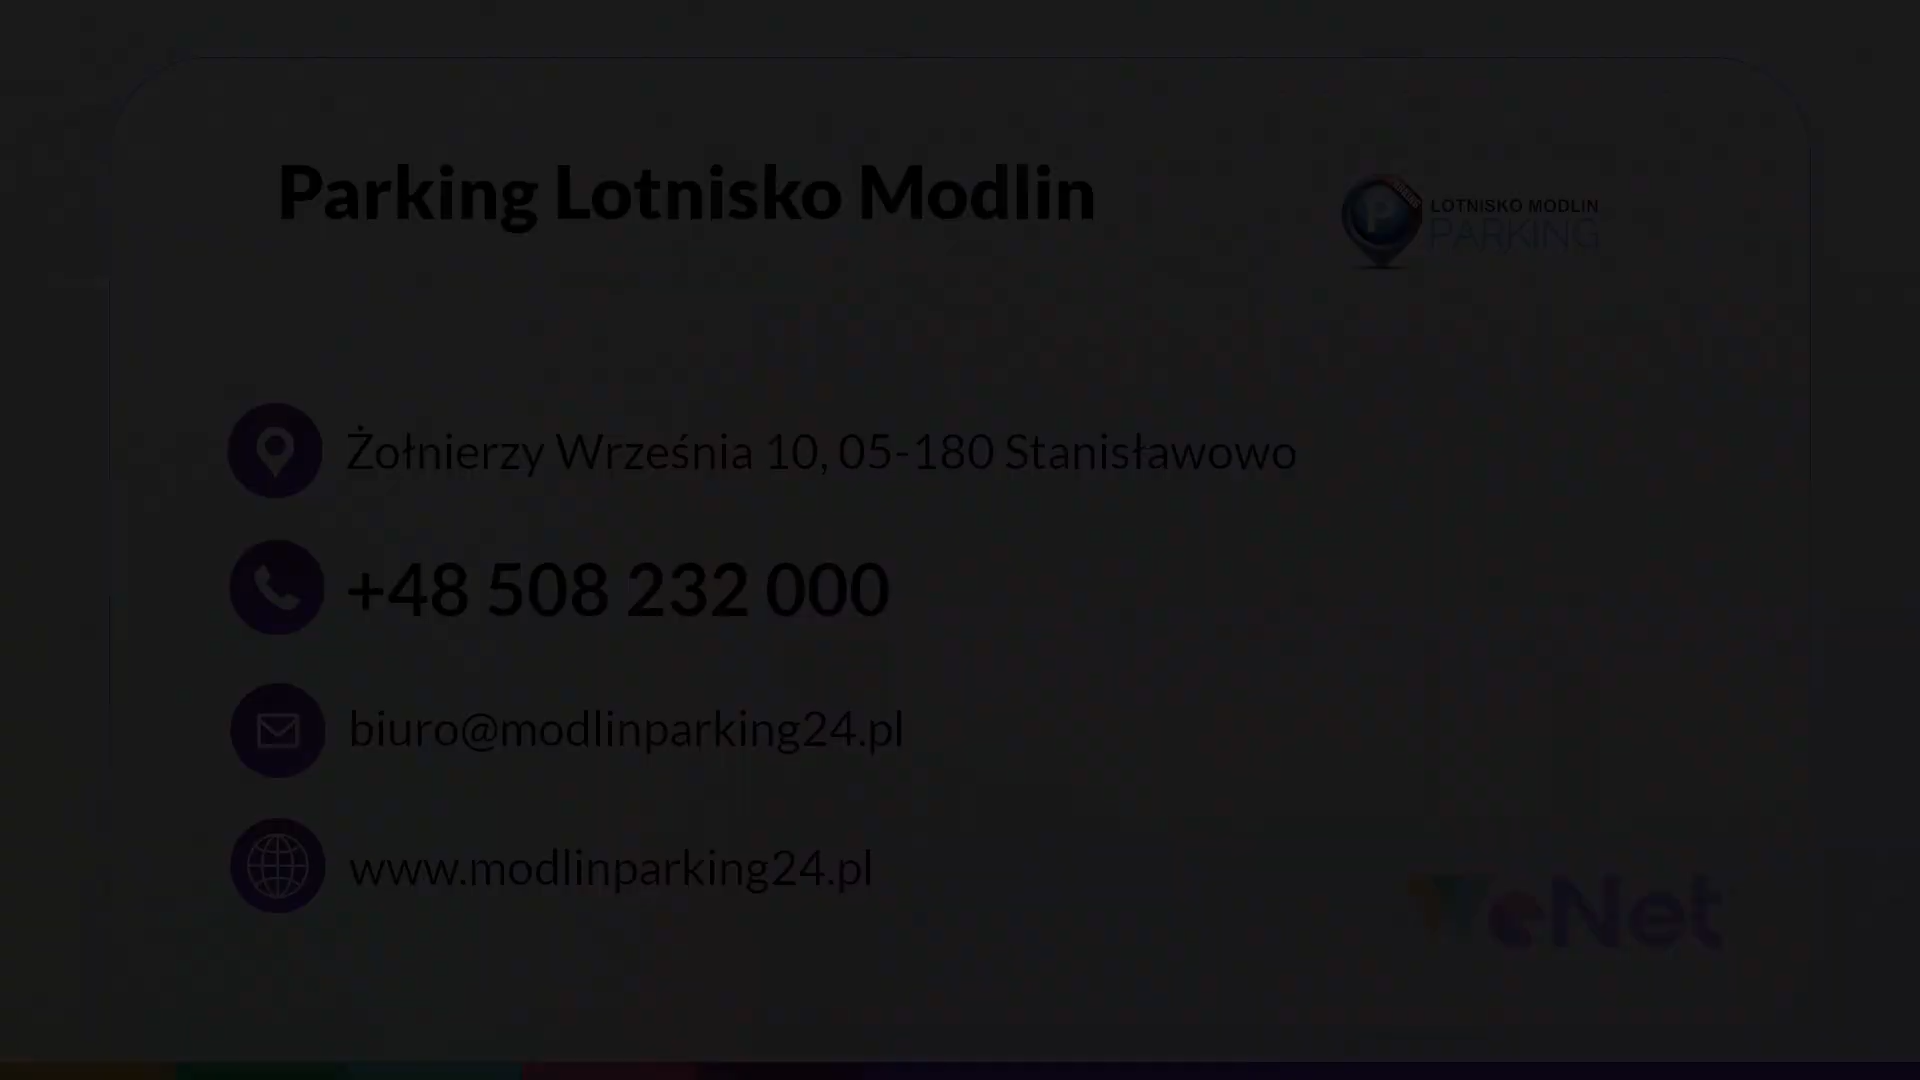 Parking Lotnisko Modlin
LOTNISKO MODLIN
PARKING
Żołnierzy Września 10, 05-180 Stanisławowo
+48 508 232 000
biuro@modlinparking24.pl
www.modlinparking24.pl
WeNet